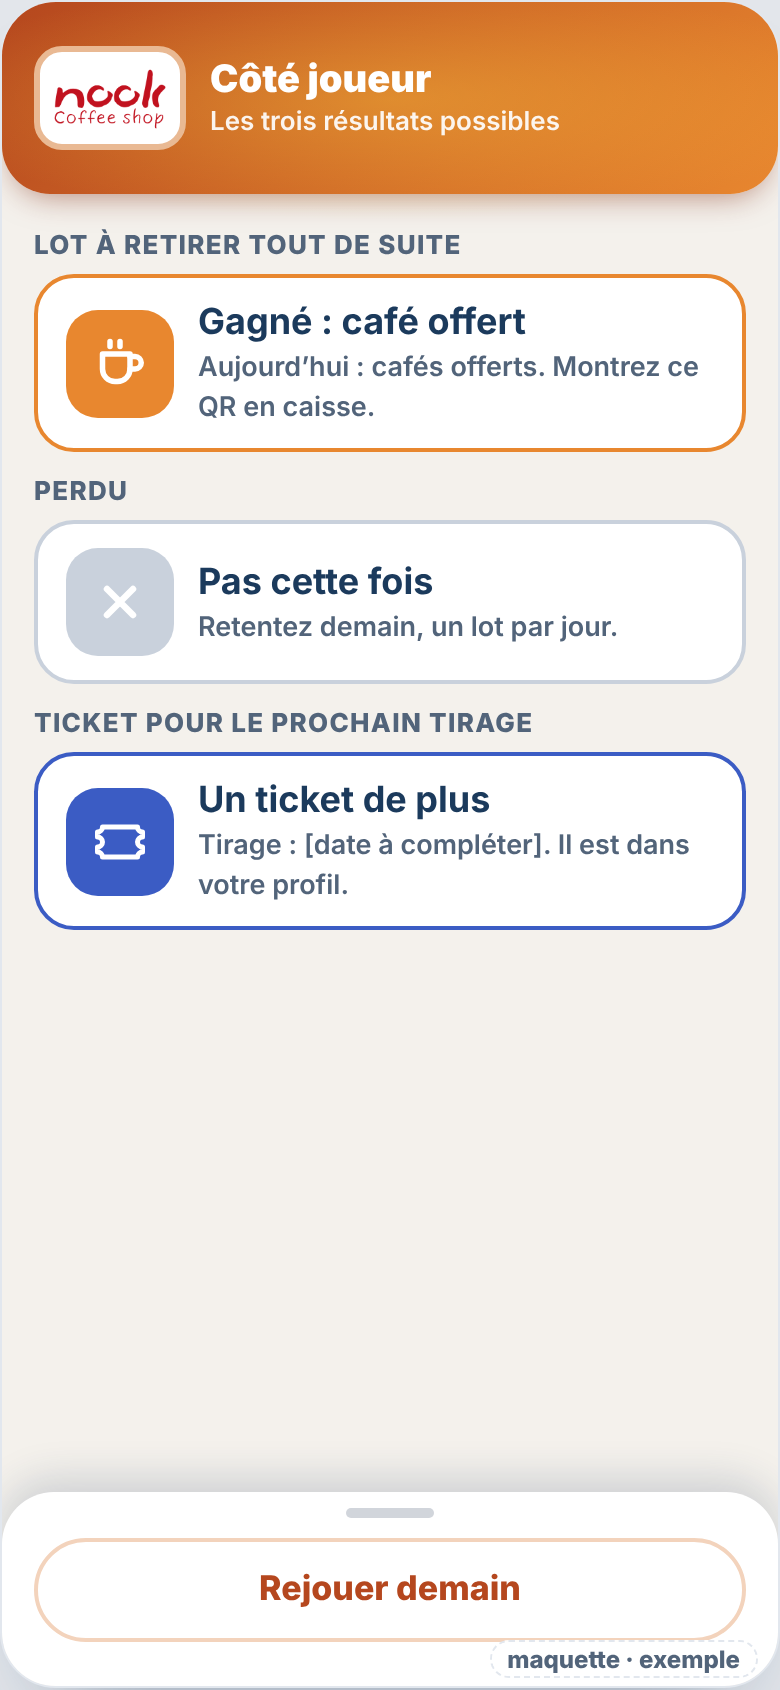 nook
Coffee shop
Côté joueur
Les trois résultats possibles
LOT À RETIRER TOUT DE SUITE
Gagné : café offert
Aujourd’hui : cafés offerts. Montrez ce
QR en caisse.
PERDU
Pas cette fois
Retentez demain, un lot par jour.
TICKET POUR LE PROCHAIN TIRAGE
Un ticket de plus
Tirage : [date à compléter]. Il est dans
votre profil.
Rejouer demain
maquette · exemple